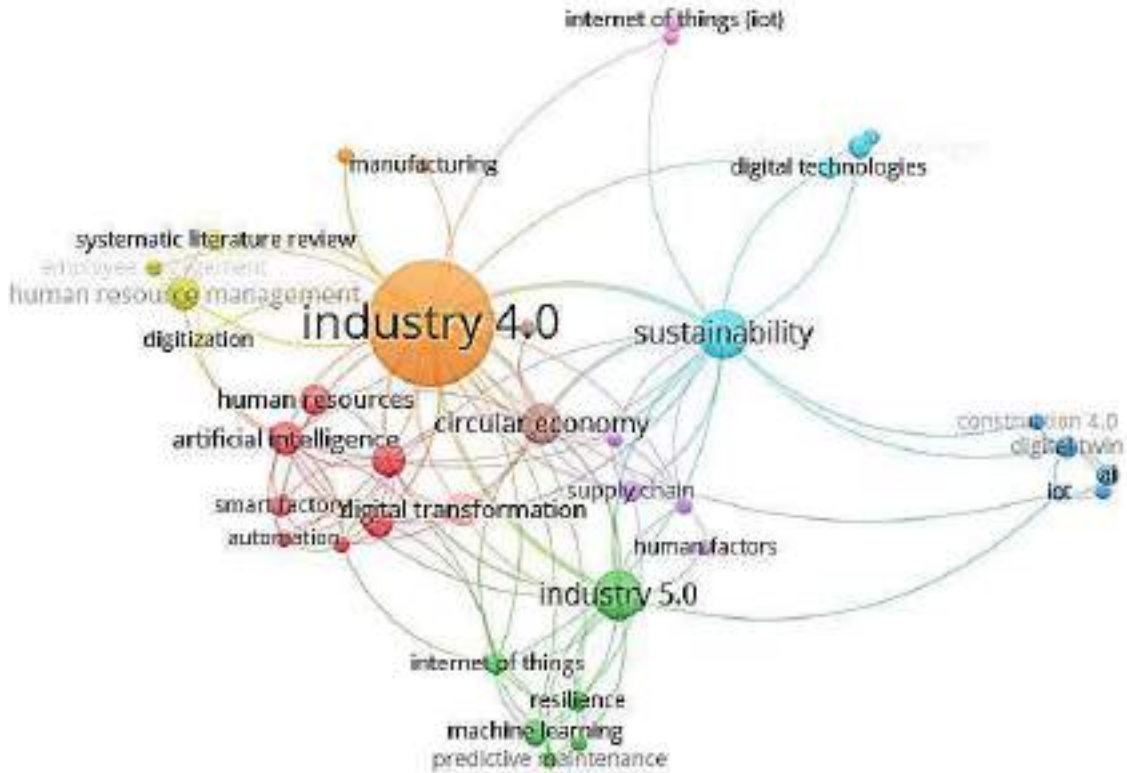 internet of things (iot)
manufacturing
digital technologies
systematic literature review
employee engagement
human resource management
industry 4.0
sustainability
digitization
human resources
circular economy
construction 4.0
artificial intelligence
digital twin
ai
supply chain
iot
smart factory
digital transformation
automation
human factors
industry 5.0
internet of things
resilience
machine learning
predictive maintenance